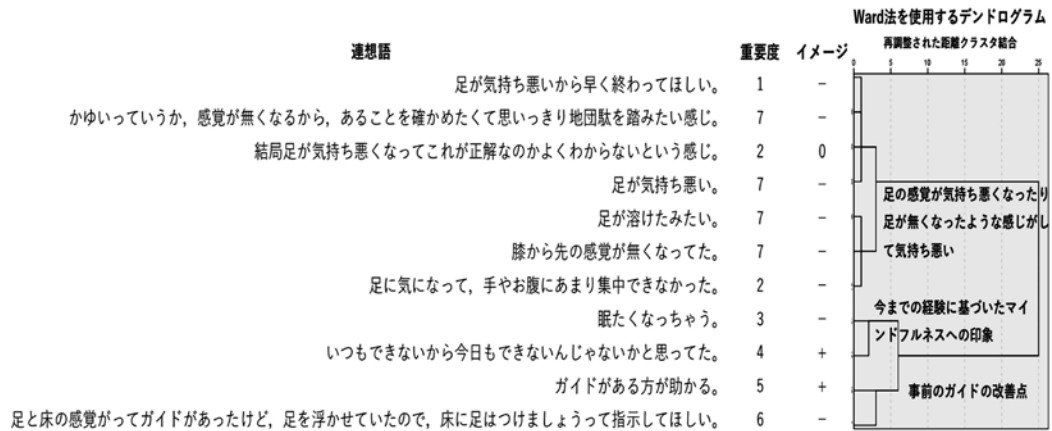 Ward法を使用するデンドログラム
再調整された距離クラスタ結合
連想語 重要度 イメージ
0 5 10 15 20 25
足が気持ち悪いから早く終わってほしい。 1 −
かゆいっていうか，感覚が無くなるから，あることを確かめたくて思いっきり地団駄を踏みたい感じ。 7 −
結局足が気持ち悪くなってこれが正解なのかよくわからないという感じ。 2 0
足が気持ち悪い。 7 −
足が溶けたみたい。 7 −
膝から先の感覚が無くなってた。 7 −
足に気になって，手やお腹にあまり集中できなかった。 2 −
眠たくなっちゃう。 3 −
いつもできないから今日もできないんじゃないかと思ってた。 4 +
ガイドがある方が助かる。 5 +
足と床の感覚がってガイドがあったけど，足を浮かせていたので，床に足はつけましょうって指示してほしい。 6 −
足の感覚が気持ち悪くなったり
足が無くなったような感じがし
て気持ち悪い
今までの経験に基づいたマイ
ンドフルネスへの印象
事前のガイドの改善点